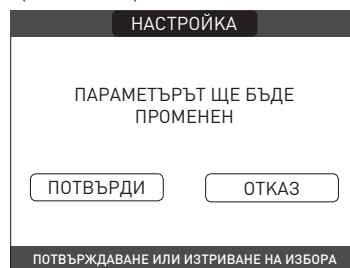 НАСТРОЙКА
ПАРАМЕТЪРЪТ ЩЕ БЪДЕ
ПРОМЕНЕН
ПОТВЪРДИ ОТКАЗ
ПОТВЪРЖДАВАНЕ ИЛИ ИЗТРИВАНЕ НА ИЗБОРА